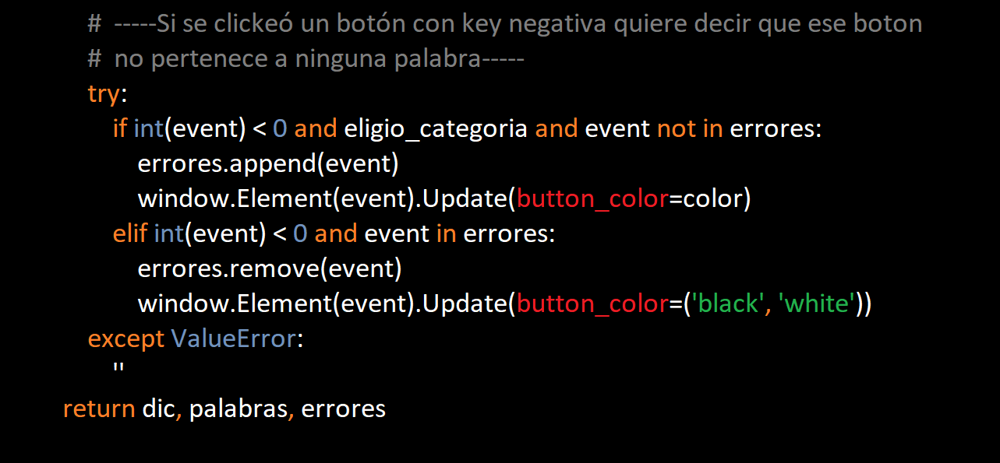 #  -----Si se clickeó un botón con key negativa quiere decir que ese boton
#  no pertenece a ninguna palabra-----
try:
if int(event) < 0 and eligio_categoria and event not in errores:
errores.append(event)
window.Element(event).Update(button_color=color)
elif int(event) < 0 and event in errores:
errores.remove(event)
window.Element(event).Update(button_color=('black', 'white'))
except ValueError:
''
return dic, palabras, errores